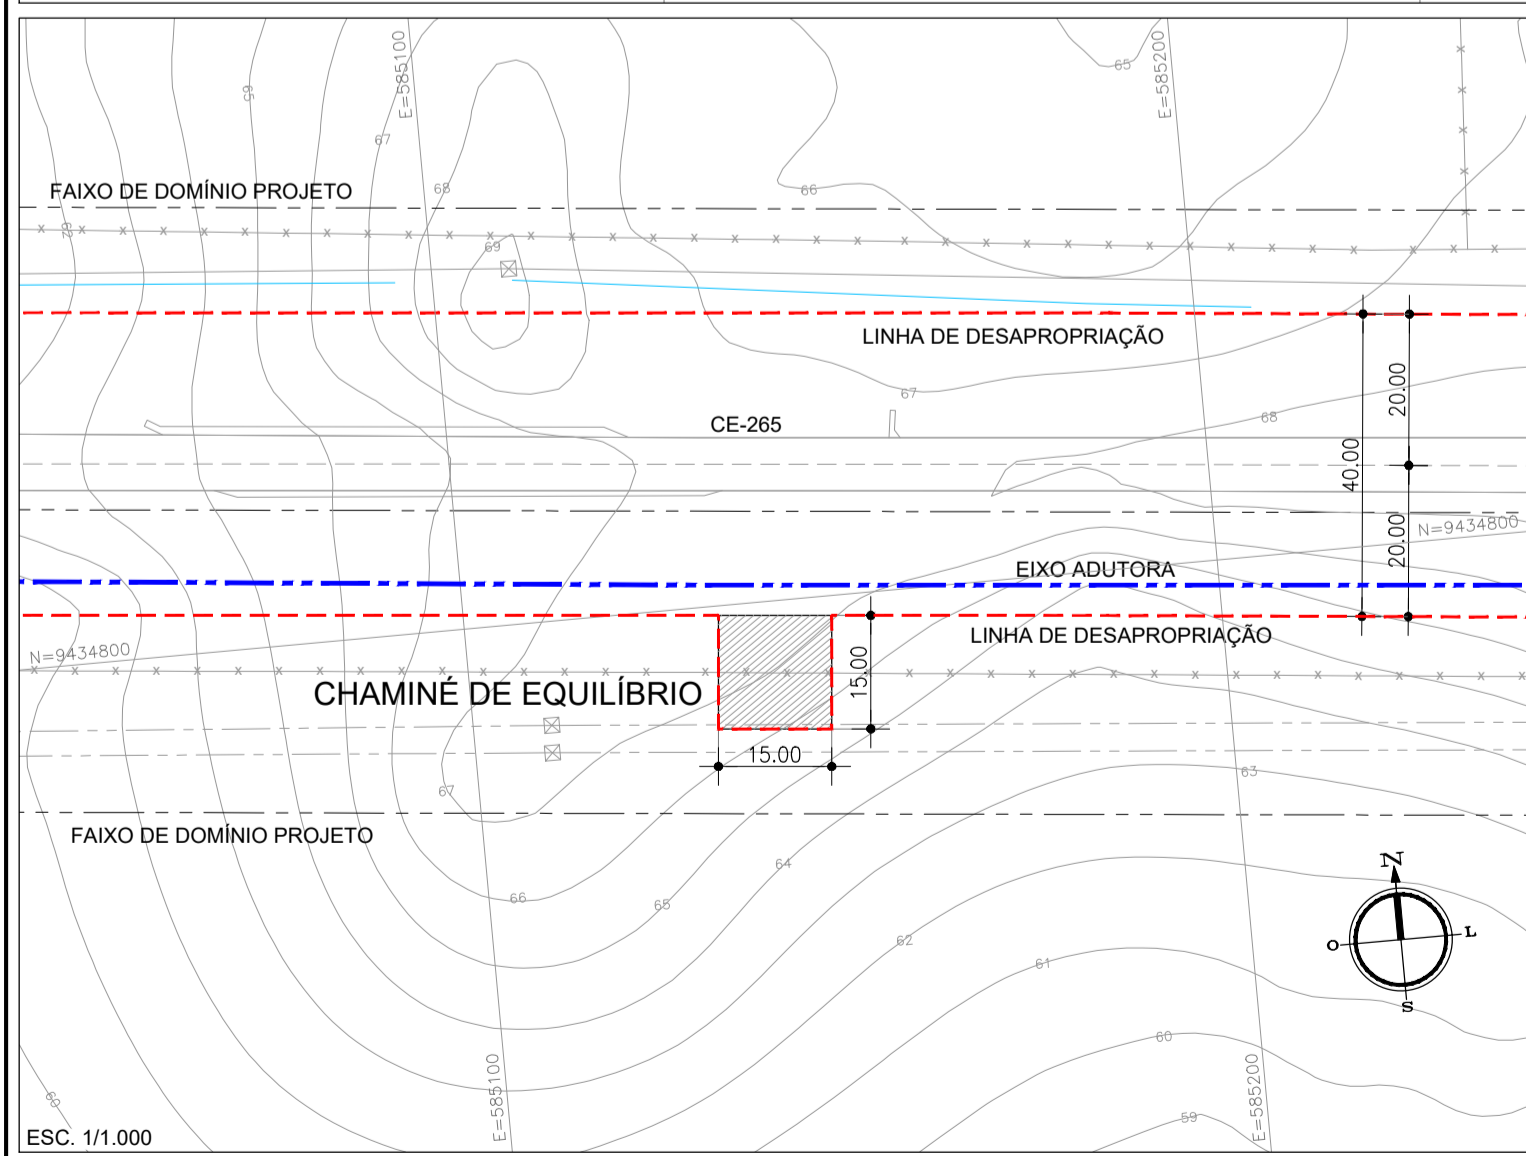 E=585100
E=585200
65
65
67
68
66
FAIXO DE DOMÍNIO PROJETO
62
69
LINHA DE DESAPROPRIAÇÃO
67
68
CE-265
20.00
40.00
20.00
N=9434800
EIXO ADUTORA
LINHA DE DESAPROPRIAÇÃO
N=9434800
CHAMINÉ DE EQUILÍBRIO
15.00
15.00
63
67
FAIXO DE DOMÍNIO PROJETO
64
66
65
62
61
N
O
L
S
60
60
59
E=585100
E=585200
ESC. 1/1.000